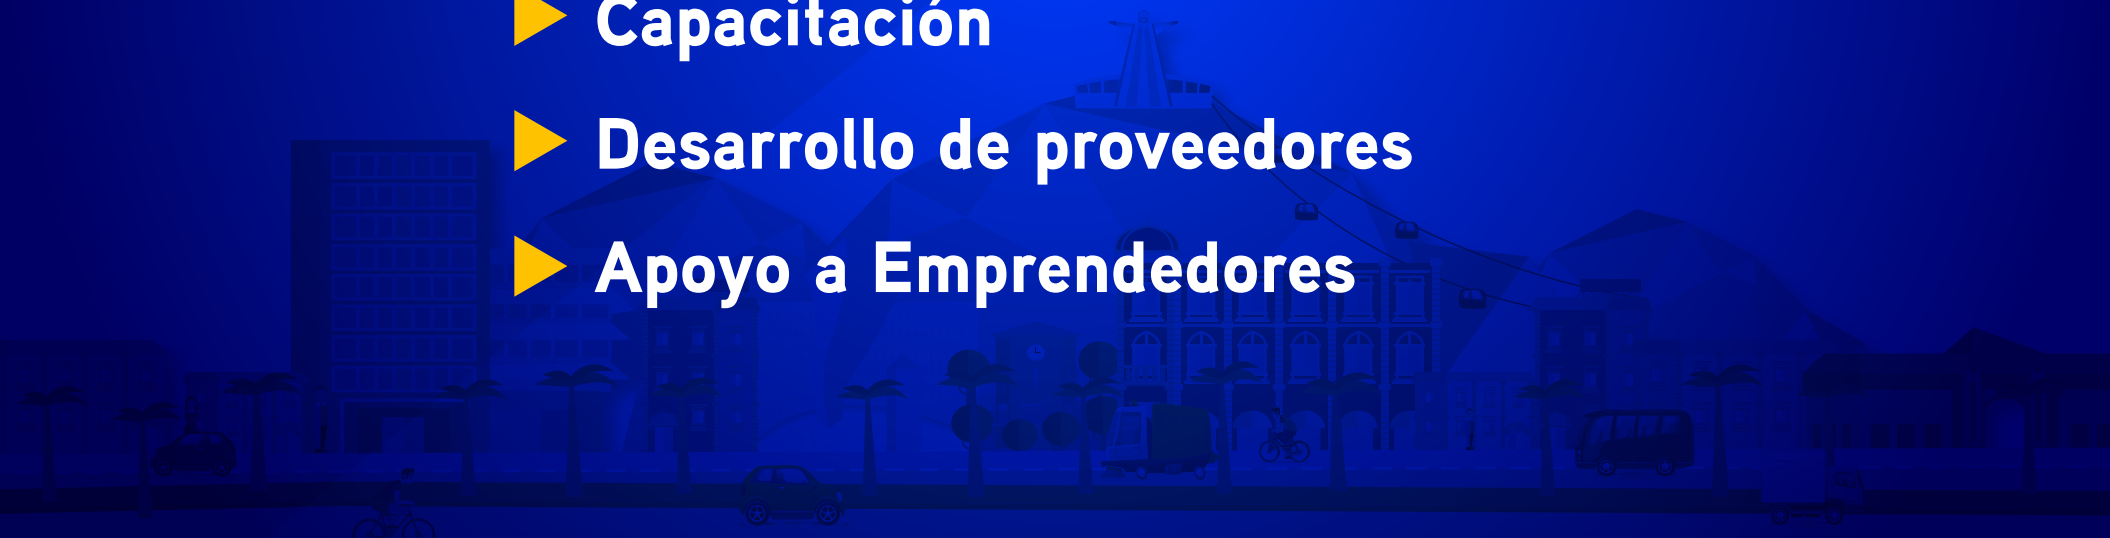 Capacitación
Desarrollo de proveedores
Apoyo a Emprendedores